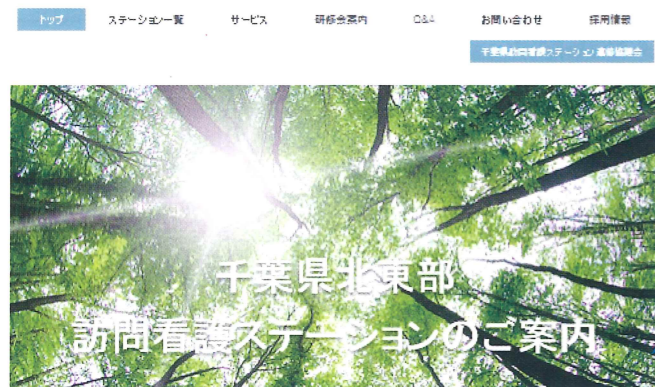 トップ ステーション一覧 サービス 研修会案内 Q&A お問い合わせ 採用情報
千葉県訪問看護ステーション連絡協議会
千葉県北東部
訪問看護ステーションのご案内